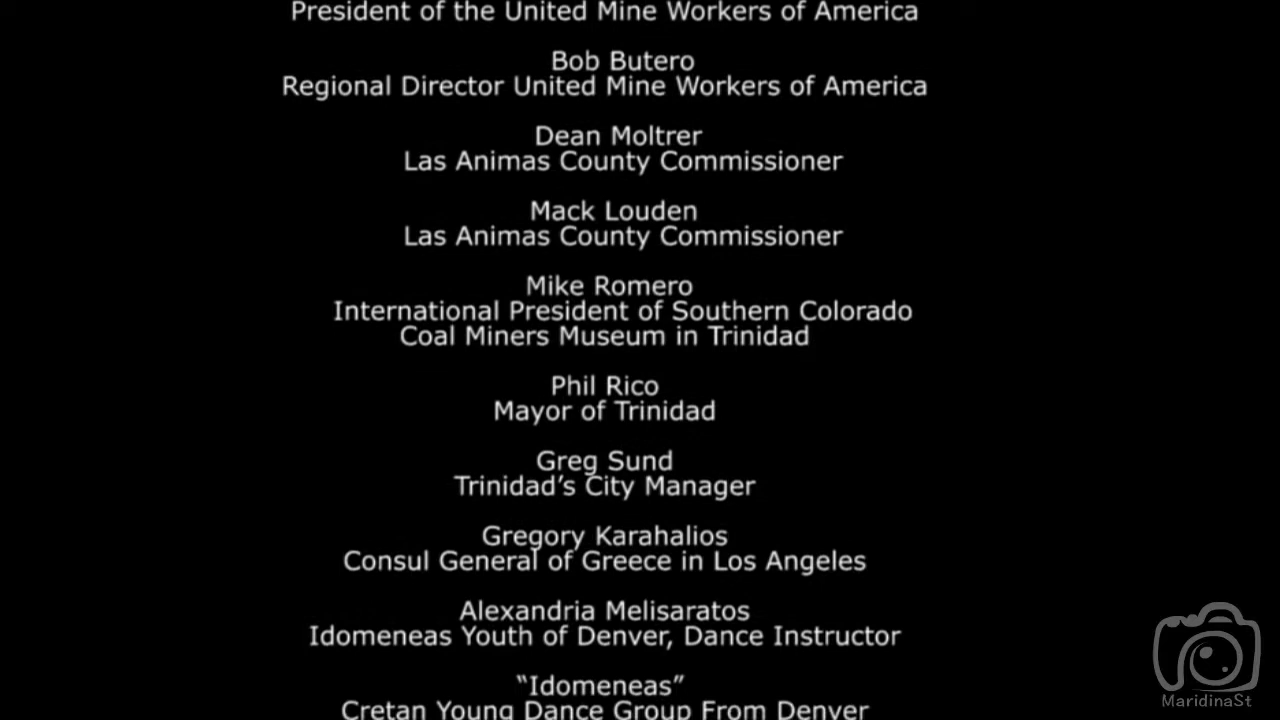 President of the United Mine Workers of America
Bob Butero
Regional Director United Mine Workers of America
Dean Moltrer
Las Animas County Commissioner
Mack Louden
Las Animas County Commissioner
Mike Romero
International President of Southern Colorado
Coal Miners Museum in Trinidad
Phil Rico
Mayor of Trinidad
Greg Sund
Trinidad’s City Manager
Gregory Karahalios
Consul General of Greece in Los Angeles
Alexandria Melisaratos
Idomeneas Youth of Denver, Dance Instructor
“Idomeneas”
Cretan Young Dance Group From Denver
MaridinaSt